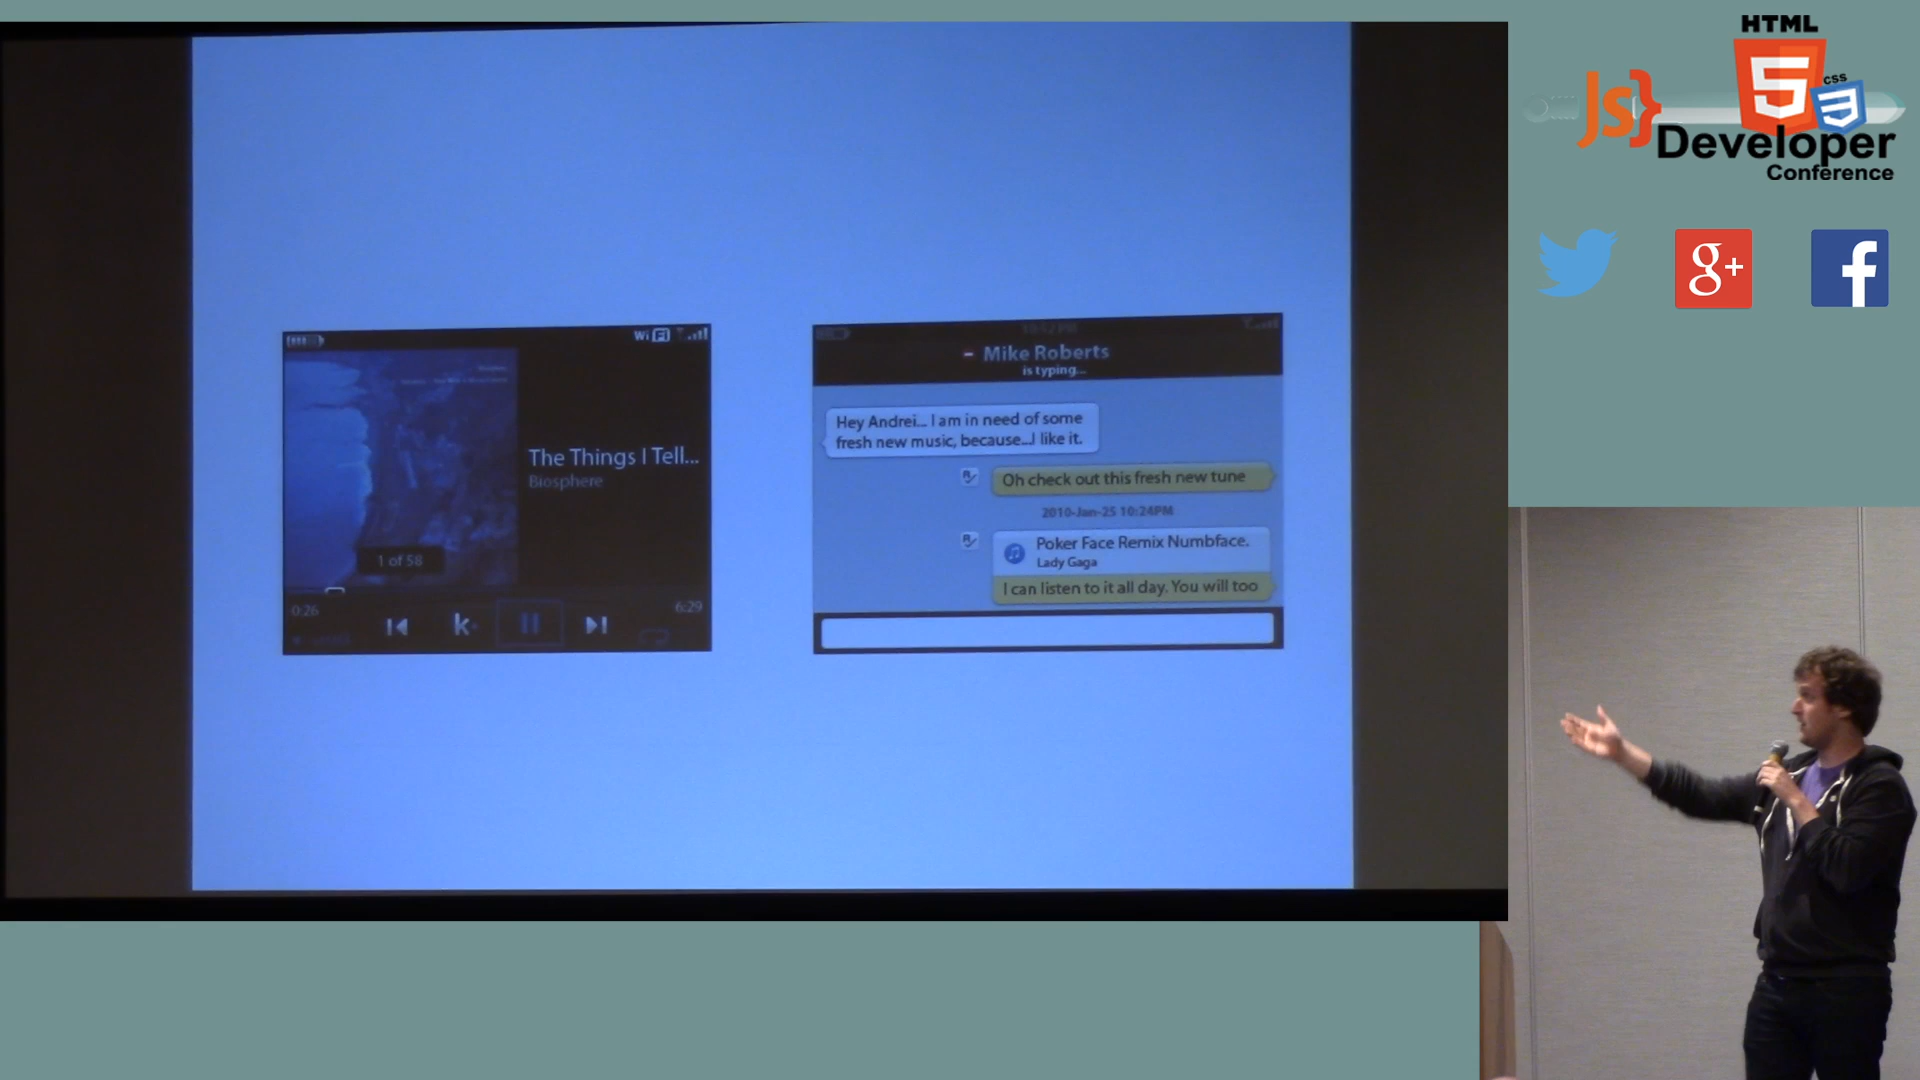 HTML
5
CSS
3
JS}
Developer
Conference
g+
f
WiFi
The Things I Tell...
Biosphere
1 of 58
0:26
6:29
Mike Roberts
is typing...
Hey Andrei... I am in need of some
fresh new music, because...I like it.
Oh check out this fresh new tune
2010-Jan-25 10:24PM
Poker Face Remix Numbface.
Lady Gaga
I can listen to it all day. You will too